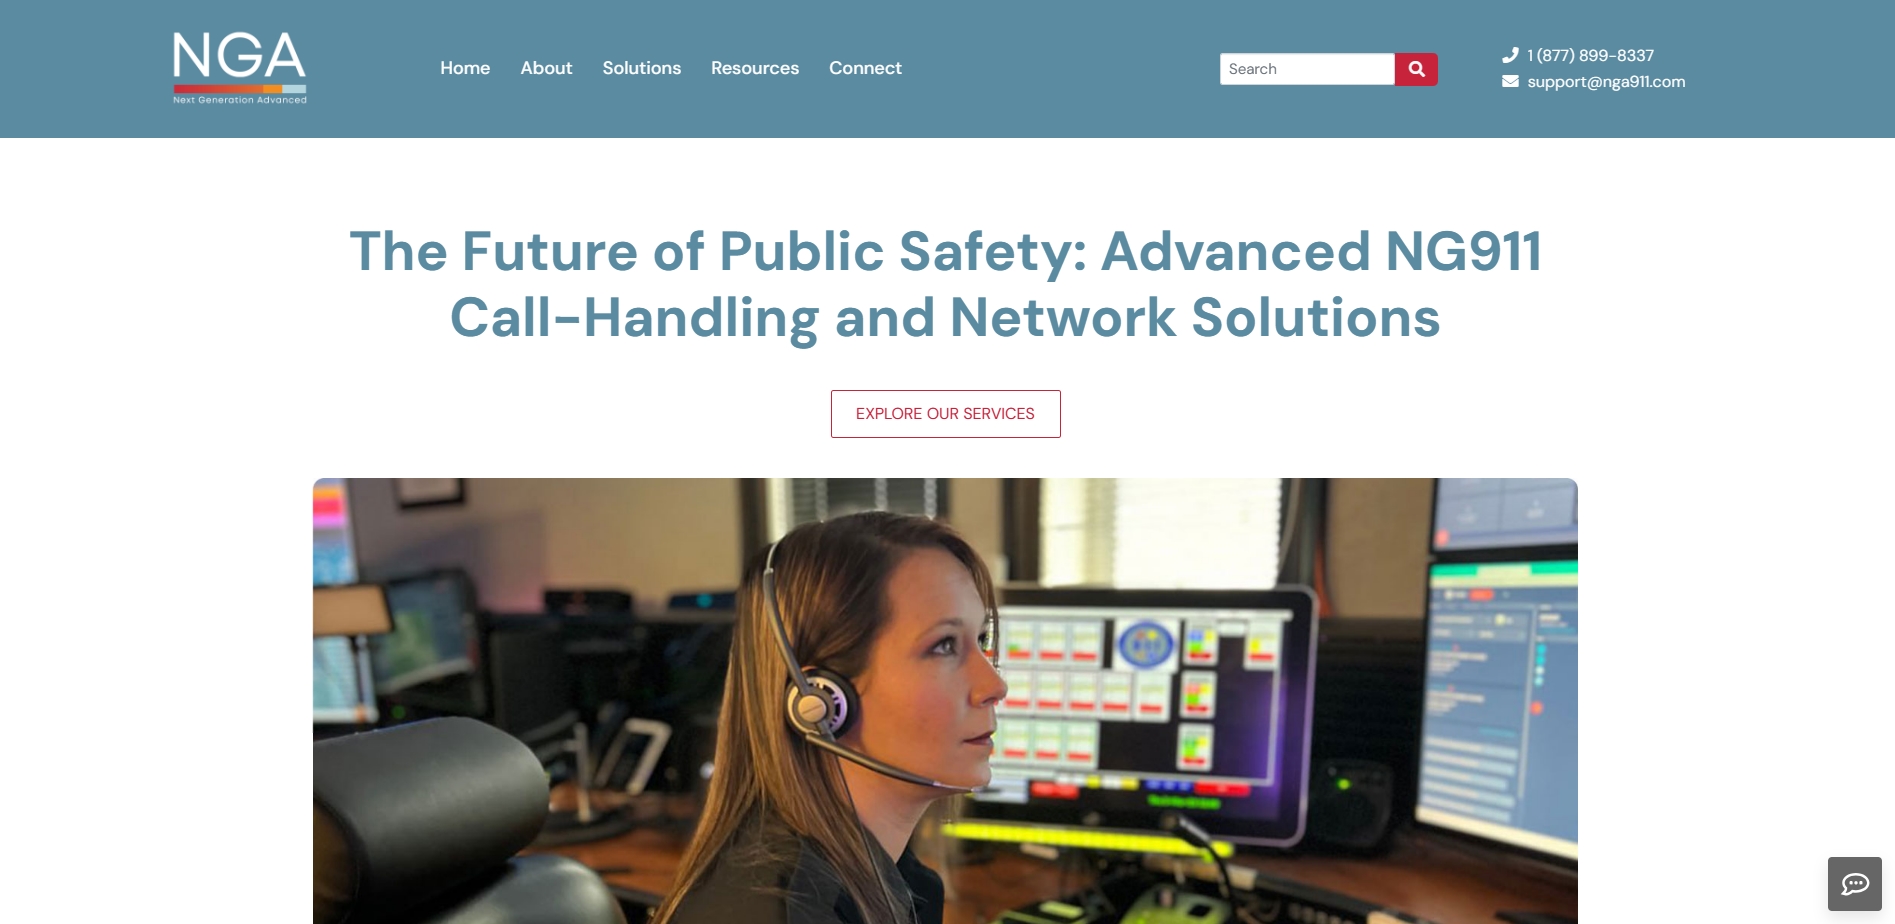 NGA
Next Generation Advanced
Home
About
Solutions
Resources
Connect
Search
1 (877) 899-8337
support@nga911.com
The Future of Public Safety: Advanced NG911
Call-Handling and Network Solutions
EXPLORE OUR SERVICES